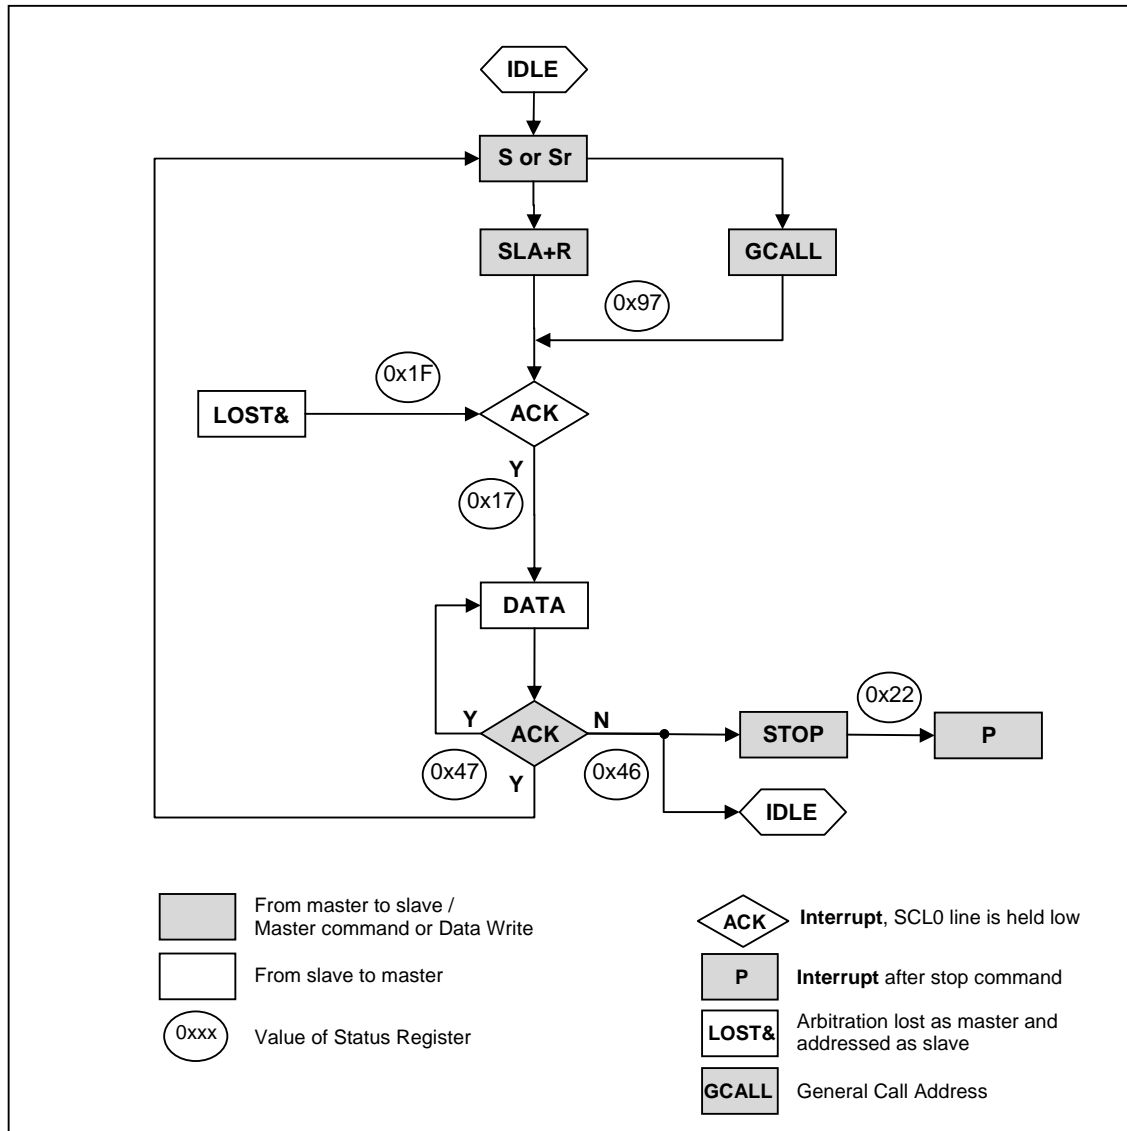 IDLE
S or Sr
SLA+R
GCALL
0x97
0x1F
LOST&
ACK
Y
0x17
DATA
0x22
Y
ACK
N
STOP
P
0x47
Y
0x46
IDLE
From master to slave /
Master command or Data Write
From slave to master
0xxx
Value of Status Register
ACK
Interrupt, SCL0 line is held low
P
Interrupt after stop command
LOST&
Arbitration lost as master and
addressed as slave
GCALL
General Call Address